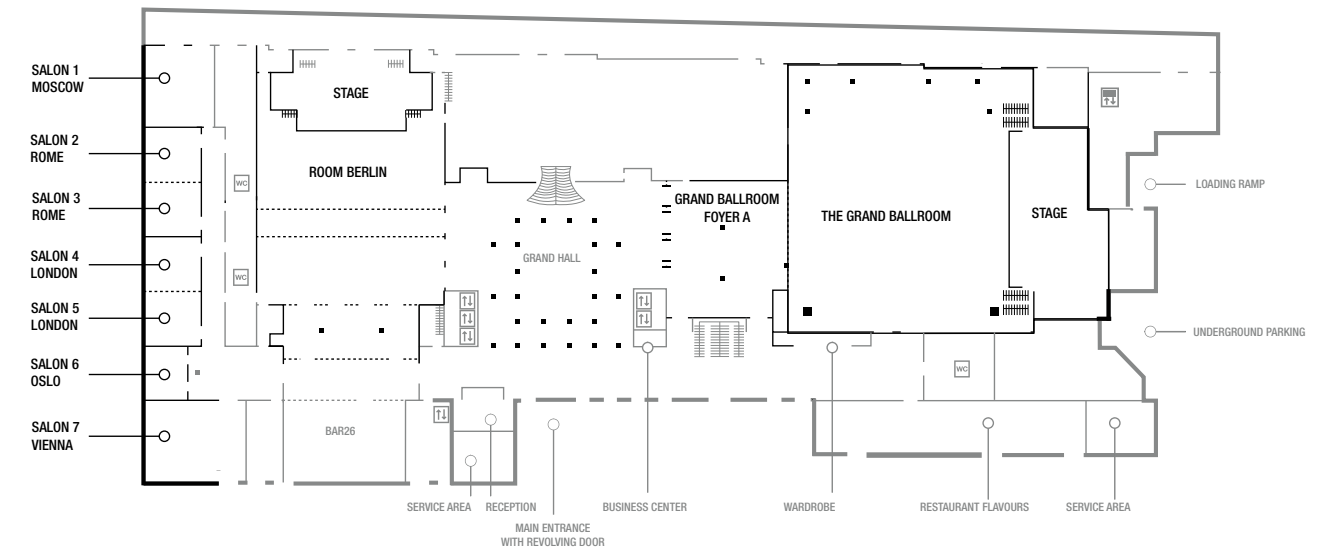 SALON 1
MOSCOW
SALON 2
ROME
SALON 3
ROME
SALON 4
LONDON
SALON 5
LONDON
SALON 6
OSLO
SALON 7
VIENNA
STAGE
ROOM BERLIN
WC
WC
GRAND HALL
GRAND BALLROOM
FOYER A
THE GRAND BALLROOM
STAGE
LOADING RAMP
UNDERGROUND PARKING
WC
BAR26
SERVICE AREA
RECEPTION
MAIN ENTRANCE
WITH REVOLVING DOOR
BUSINESS CENTER
WARDROBE
RESTAURANT FLAVOURS
SERVICE AREA